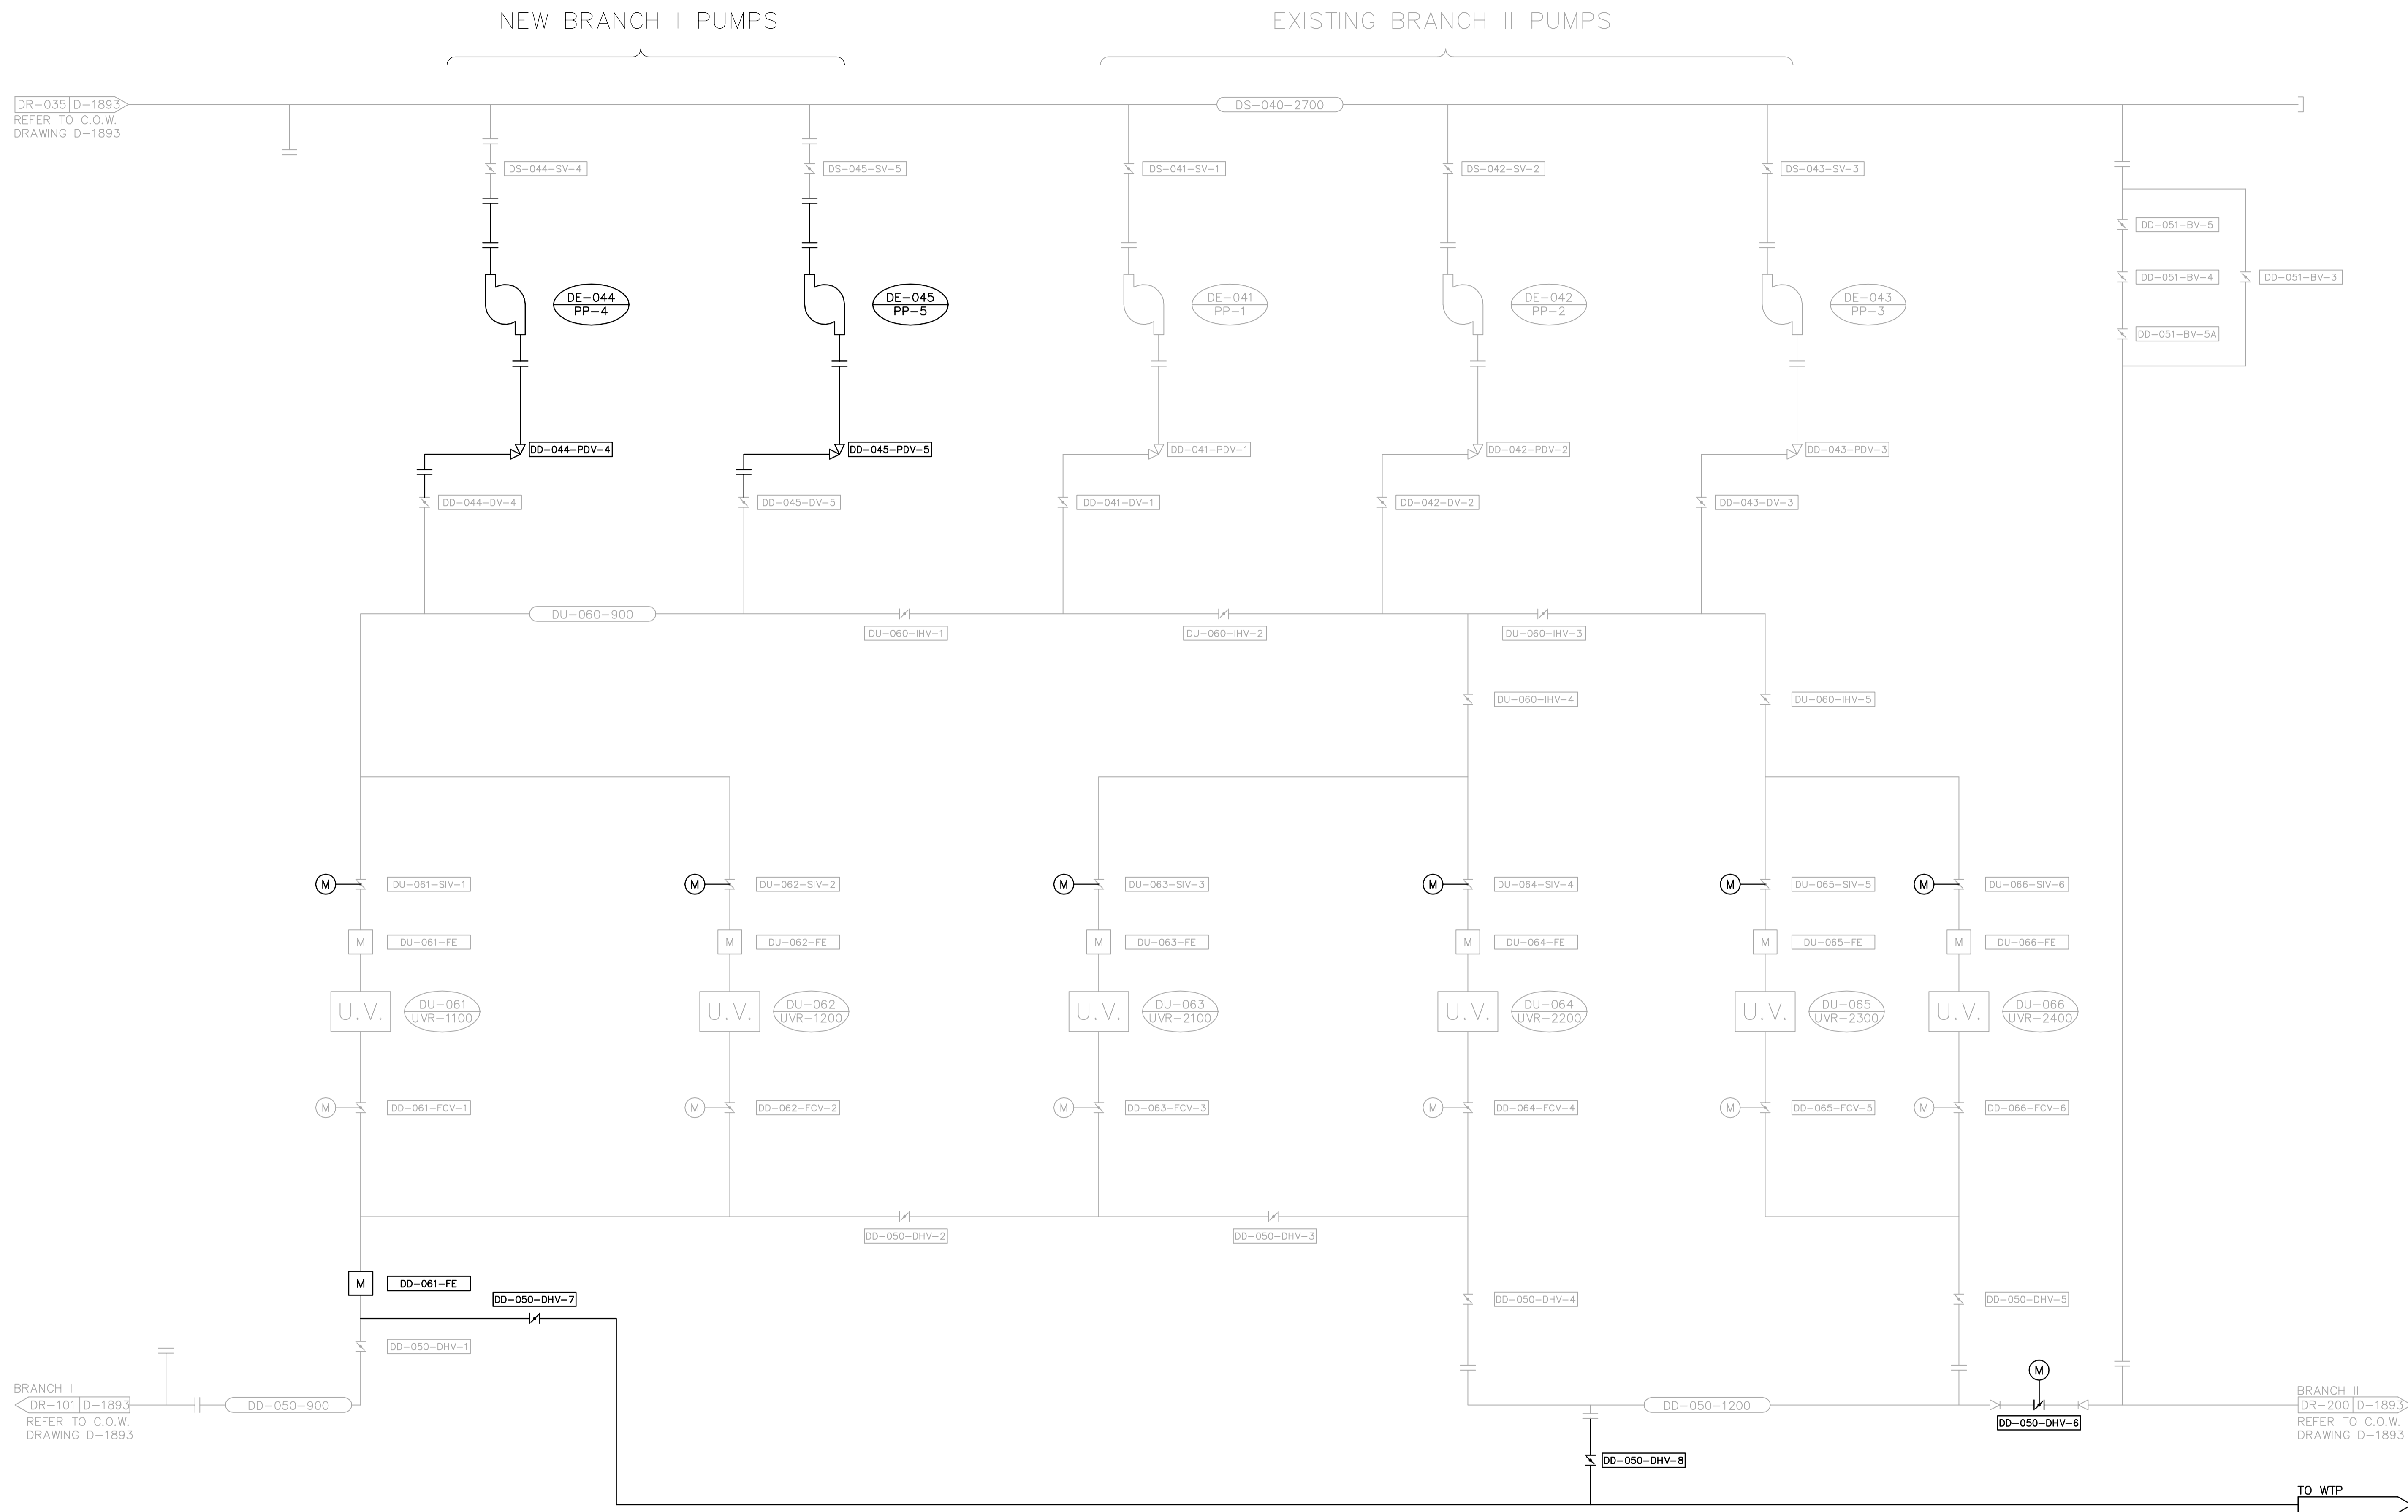 NEW BRANCH I PUMPS
EXISTING BRANCH II PUMPS
DR-035 D-1893
REFER TO C.O.W.
DRAWING D-1893
DS-040-2700
DS-044-SV-4
DS-045-SV-5
DS-041-SV-1
DS-042-SV-2
DS-043-SV-3
DD-051-BV-5
DD-051-BV-4
DD-051-BV-3
DD-051-BV-5A
DE-044
PP-4
DE-045
PP-5
DE-041
PP-1
DE-042
PP-2
DE-043
PP-3
DD-044-PDV-4
DD-045-PDV-5
DD-041-PDV-1
DD-042-PDV-2
DD-043-PDV-3
DD-044-DV-4
DD-045-DV-5
DD-041-DV-1
DD-042-DV-2
DD-043-DV-3
DU-060-900
DU-060-IHV-1
DU-060-IHV-2
DU-060-IHV-3
DU-060-IHV-4
DU-060-IHV-5
M DU-061-SIV-1
M DU-062-SIV-2
M DU-063-SIV-3
M DU-064-SIV-4
M DU-065-SIV-5
M DU-066-SIV-6
M DU-061-FE
M DU-062-FE
M DU-063-FE
M DU-064-FE
M DU-065-FE
M DU-066-FE
U.V.
DU-061
UVR-1100
U.V.
DU-062
UVR-1200
U.V.
DU-063
UVR-2100
U.V.
DU-064
UVR-2200
U.V.
DU-065
UVR-2300
U.V.
DU-066
UVR-2400
M DD-061-FCV-1
M DD-062-FCV-2
M DD-063-FCV-3
M DD-064-FCV-4
M DD-065-FCV-5
M DD-066-FCV-6
DD-050-DHV-2
DD-050-DHV-3
M DD-061-FE
DD-050-DHV-7
DD-050-DHV-4
DD-050-DHV-5
DD-050-DHV-1
M
BRANCH I
DR-101 D-1893
REFER TO C.O.W.
DRAWING D-1893
DD-050-900
DD-050-1200
DD-050-DHV-6
BRANCH II
DR-200 D-1893
REFER TO C.O.W.
DRAWING D-1893
DD-050-DHV-8
TO WTP